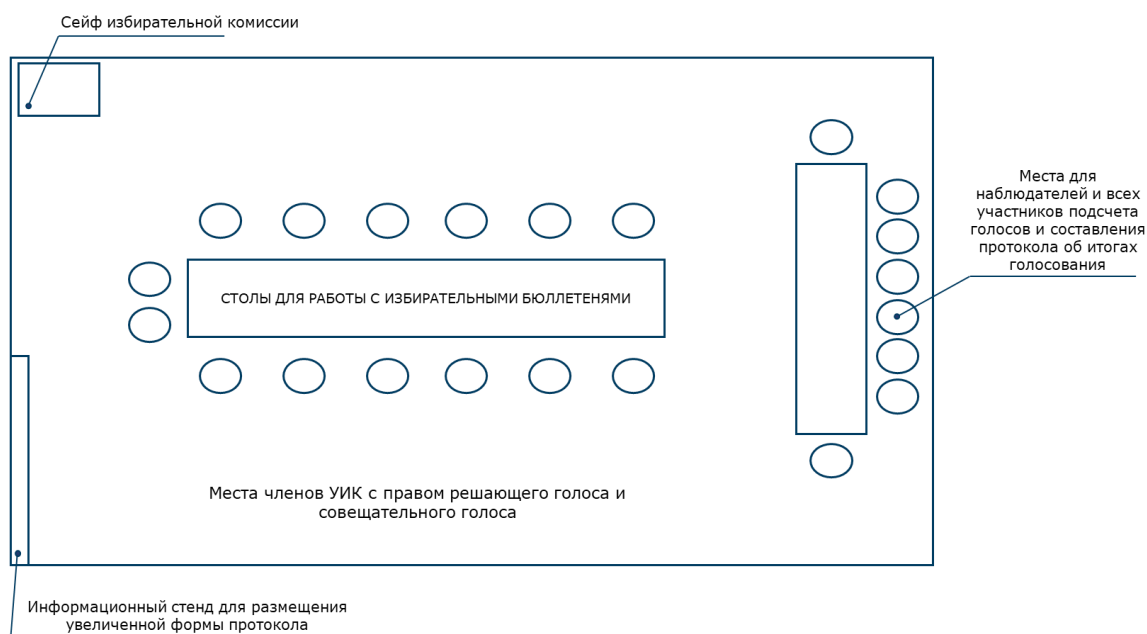 Сейф избирательной комиссии
Места для
наблюдателей и всех
участников подсчета
голосов и составления
протокола об итогах
голосования
СТОЛЫ ДЛЯ РАБОТЫ С ИЗБИРАТЕЛЬНЫМИ БЮЛЛЕТЕНЯМИ
Места членов УИК с правом решающего голоса и
совещательного голоса
Информационный стенд для размещения
увеличенной формы протокола